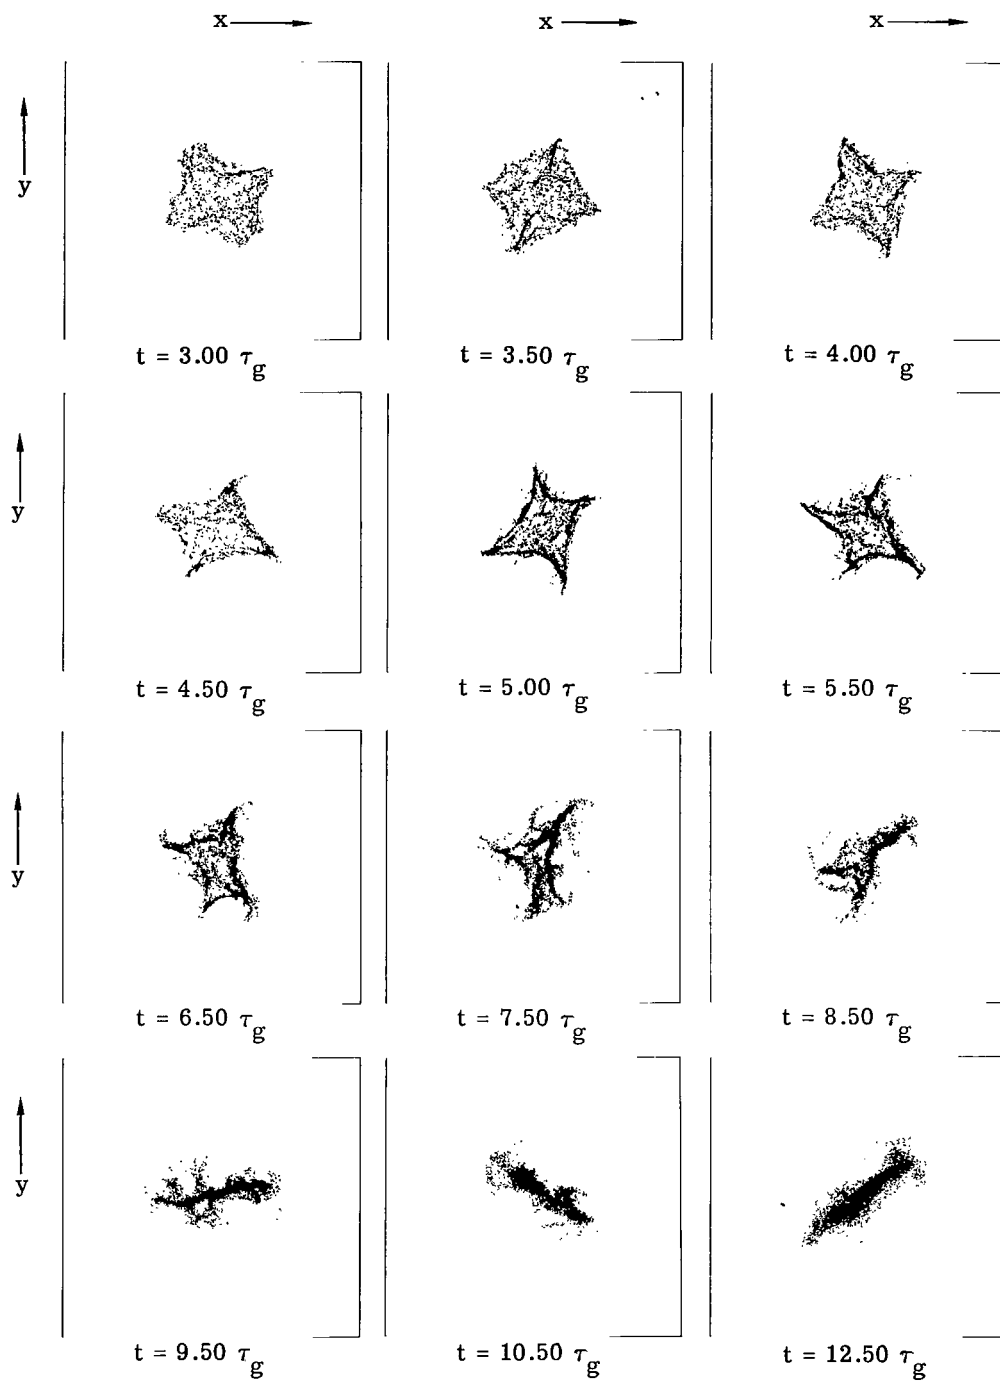 x x x
y
t = 3.00 τg t = 3.50 τg t = 4.00 τg
y
t = 4.50 τg t = 5.00 τg t = 5.50 τg
y
t = 6.50 τg t = 7.50 τg t = 8.50 τg
y
t = 9.50 τg t = 10.50 τg t = 12.50 τg